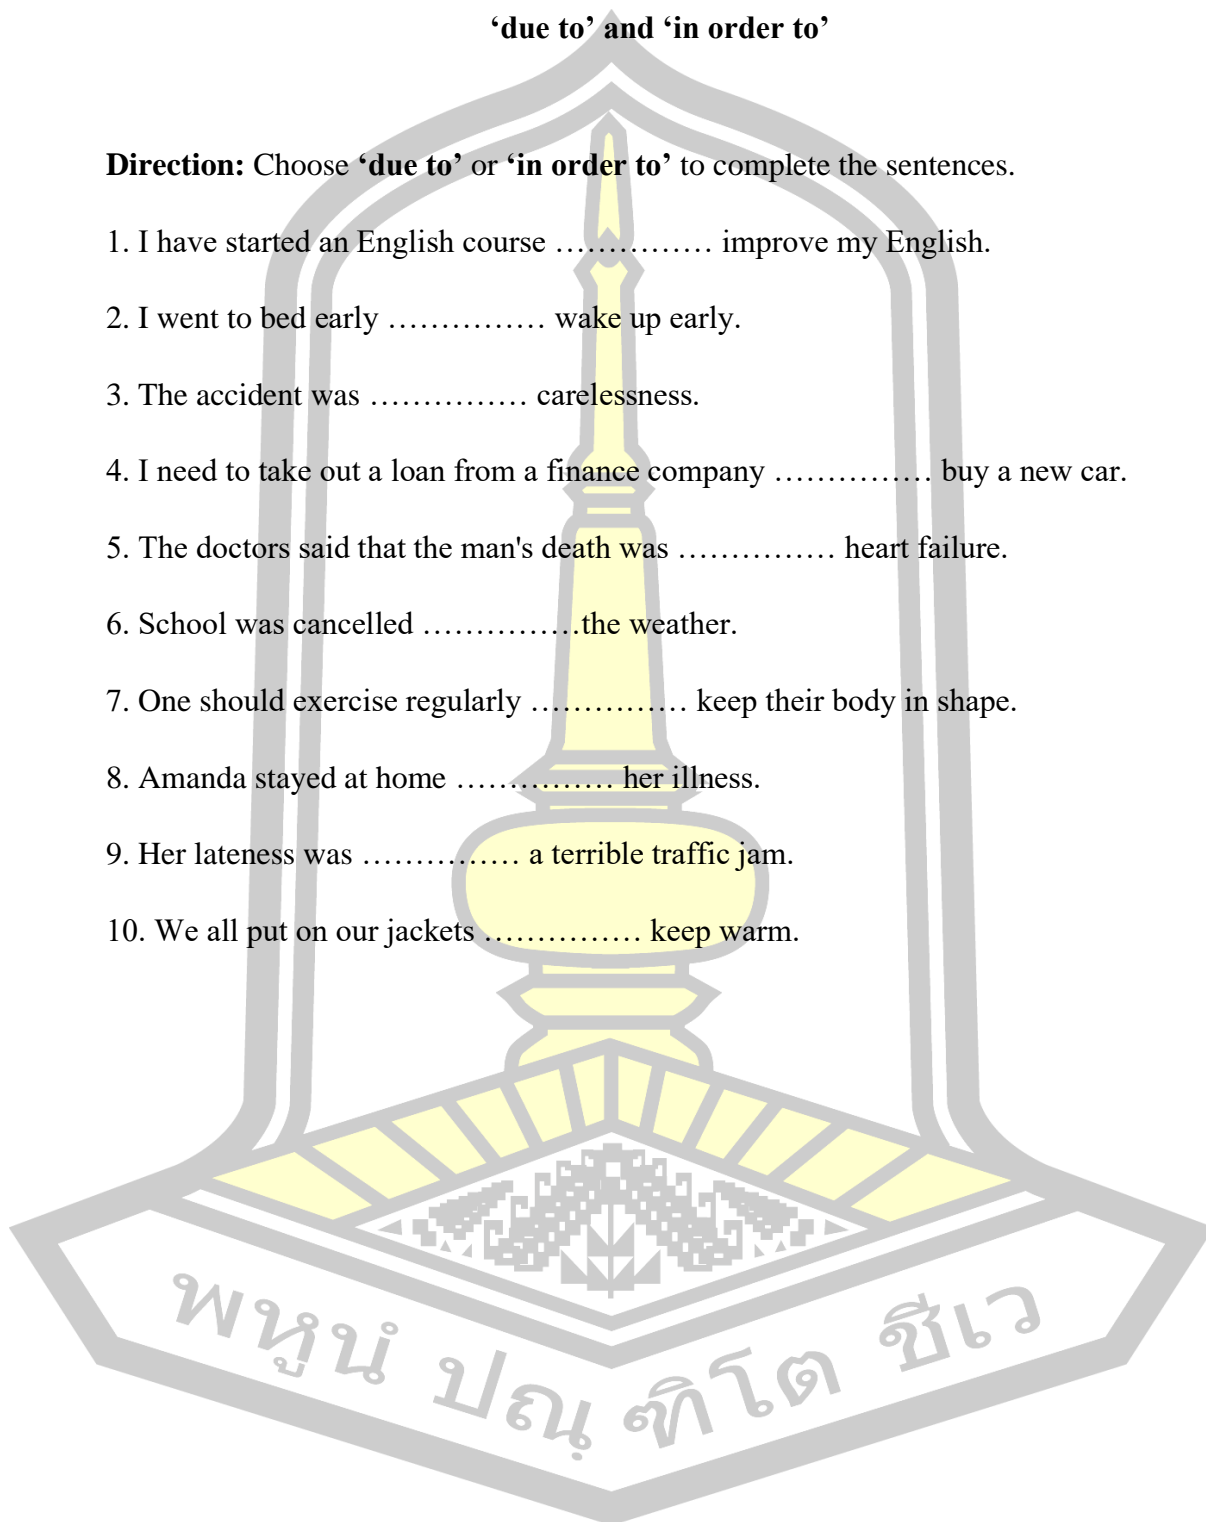 ‘due to’ and ‘in order to’
Direction: Choose ‘due to’ or ‘in order to’ to complete the sentences.
1. I have started an English course …………… improve my English.
2. I went to bed early …………… wake up early.
3. The accident was …………… carelessness.
4. I need to take out a loan from a finance company …………… buy a new car.
5. The doctors said that the man's death was …………… heart failure.
6. School was cancelled ……………the weather.
7. One should exercise regularly …………… keep their body in shape.
8. Amanda stayed at home …………… her illness.
9. Her lateness was …………… a terrible traffic jam.
10. We all put on our jackets …………… keep warm.
พหูนํ ปณฺ ฑิโต ชีเว